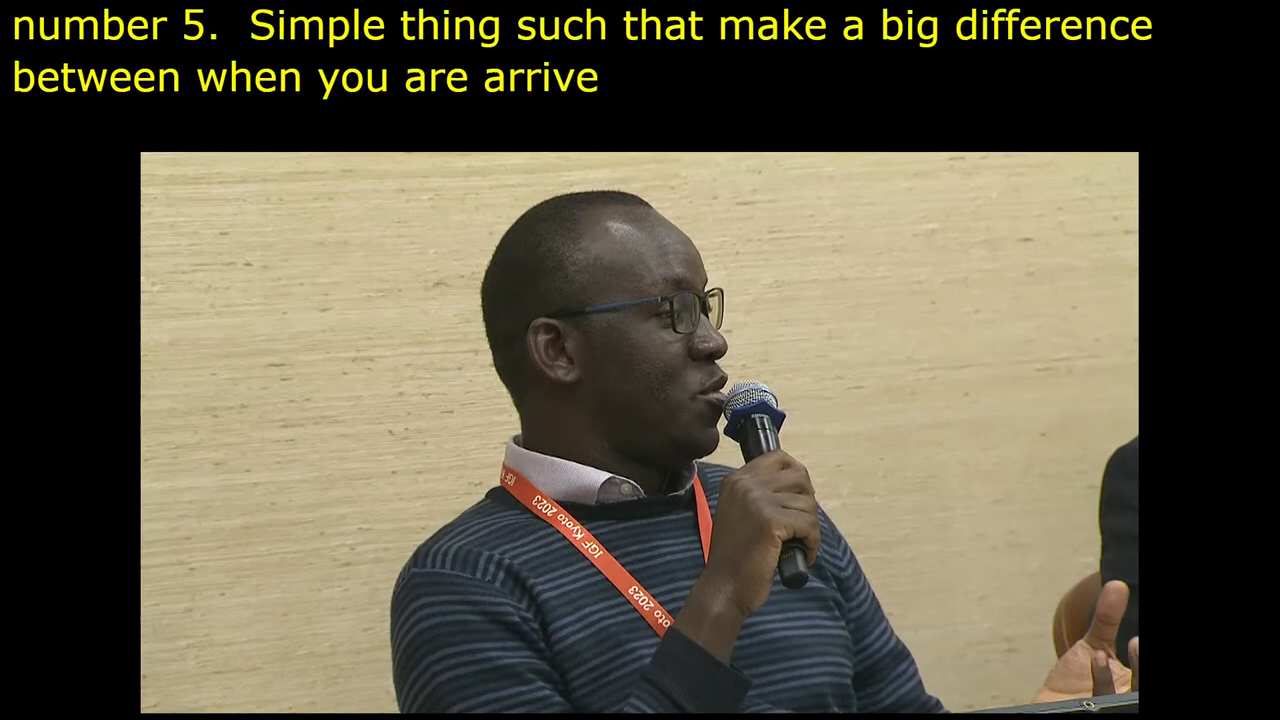 number 5.  Simple thing such that make a big difference
between when you are arrive
IGF
IGF Kyoto 2023
oto 2023